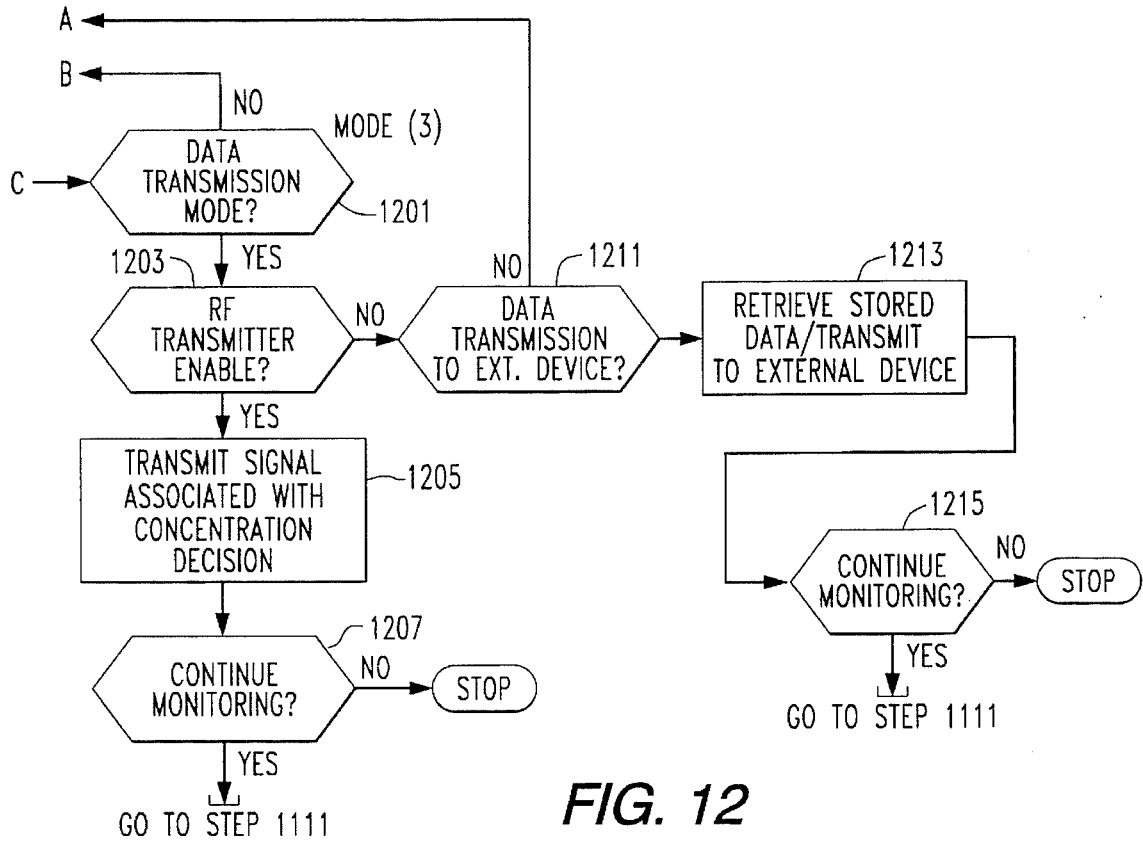 A
B
NO
MODE (3)
C
DATA
TRANSMISSION
MODE?
1201
YES
1203
RF
TRANSMITTER
ENABLE?
NO
NO
1211
DATA
TRANSMISSION
TO EXT. DEVICE?
1213
RETRIEVE STORED
DATA/TRANSMIT
TO EXTERNAL DEVICE
YES
TRANSMIT SIGNAL
ASSOCIATED WITH
CONCENTRATION
DECISION
1205
1215
CONTINUE
MONITORING?
NO
STOP
YES
GO TO STEP 1111
1207
CONTINUE
MONITORING?
NO
STOP
YES
GO TO STEP 1111
FIG. 12